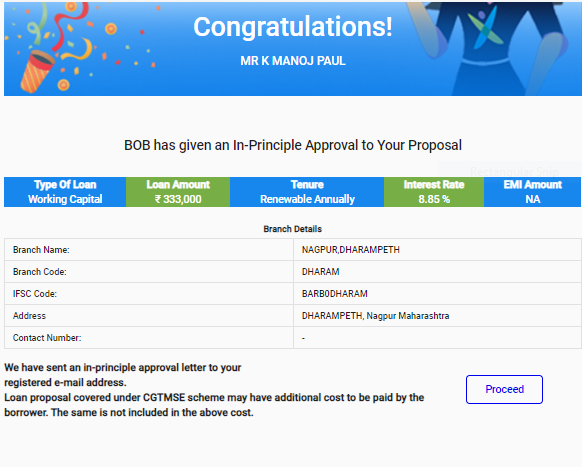 Congratulations!
MR K MANOJ PAUL
BOB has given an In-Principle Approval to Your Proposal
Type Of Loan Loan Amount Tenure Interest Rate EMI Amount
Working Capital ₹ 333,000 Renewable Annually 8.85 % NA
Branch Details
Branch Name: NAGPUR,DHARAMPETH
Branch Code: DHARAM
IFSC Code: BARB0DHARAM
Address DHARAMPETH, Nagpur Maharashtra
Contact Number: -
We have sent an in-principle approval letter to your
registered e-mail address.
Loan proposal covered under CGTMSE scheme may have additional cost to be paid by the
borrower. The same is not included in the above cost.
Proceed